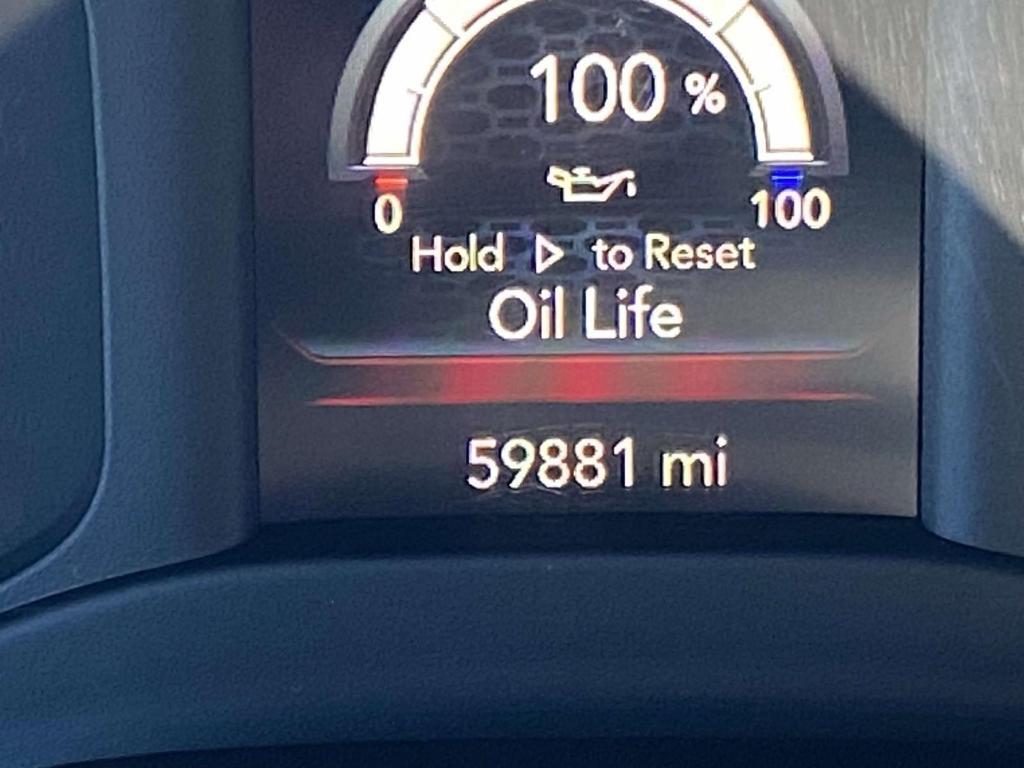 100 %
0 100
Hold ▷ to Reset
Oil Life
59881 mi